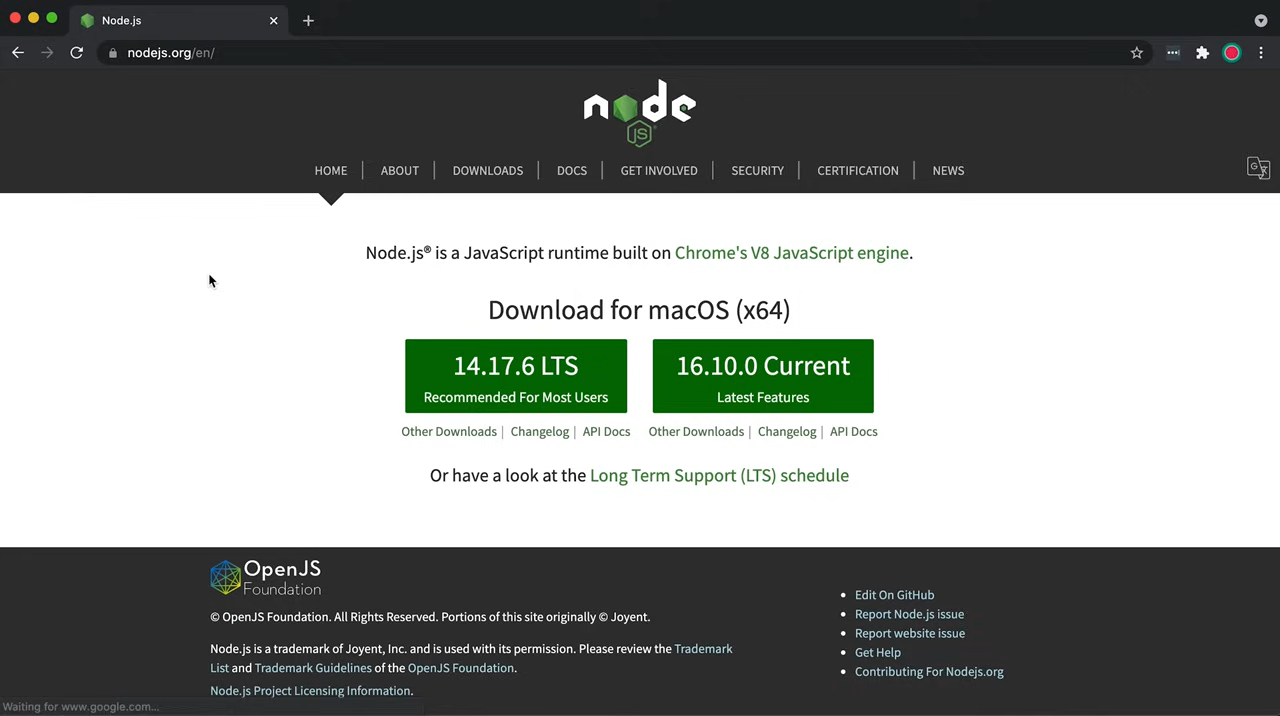 Node.js
nodejs.org/en/
node
JS
HOME
ABOUT
DOWNLOADS
DOCS
GET INVOLVED
SECURITY
CERTIFICATION
NEWS
Node.js® is a JavaScript runtime built on Chrome's V8 JavaScript engine.
Download for macOS (x64)
14.17.6 LTS
Recommended For Most Users
16.10.0 Current
Latest Features
Other Downloads | Changelog | API Docs
Other Downloads | Changelog | API Docs
Or have a look at the Long Term Support (LTS) schedule
OpenJS
Foundation
© OpenJS Foundation. All Rights Reserved. Portions of this site originally © Joyent.
Node.js is a trademark of Joyent, Inc. and is used with its permission. Please review the Trademark
List and Trademark Guidelines of the OpenJS Foundation.
Node.js Project Licensing Information.
Edit On GitHub
Report Node.js issue
Report website issue
Get Help
Contributing For Nodejs.org
Waiting for www.google.com...